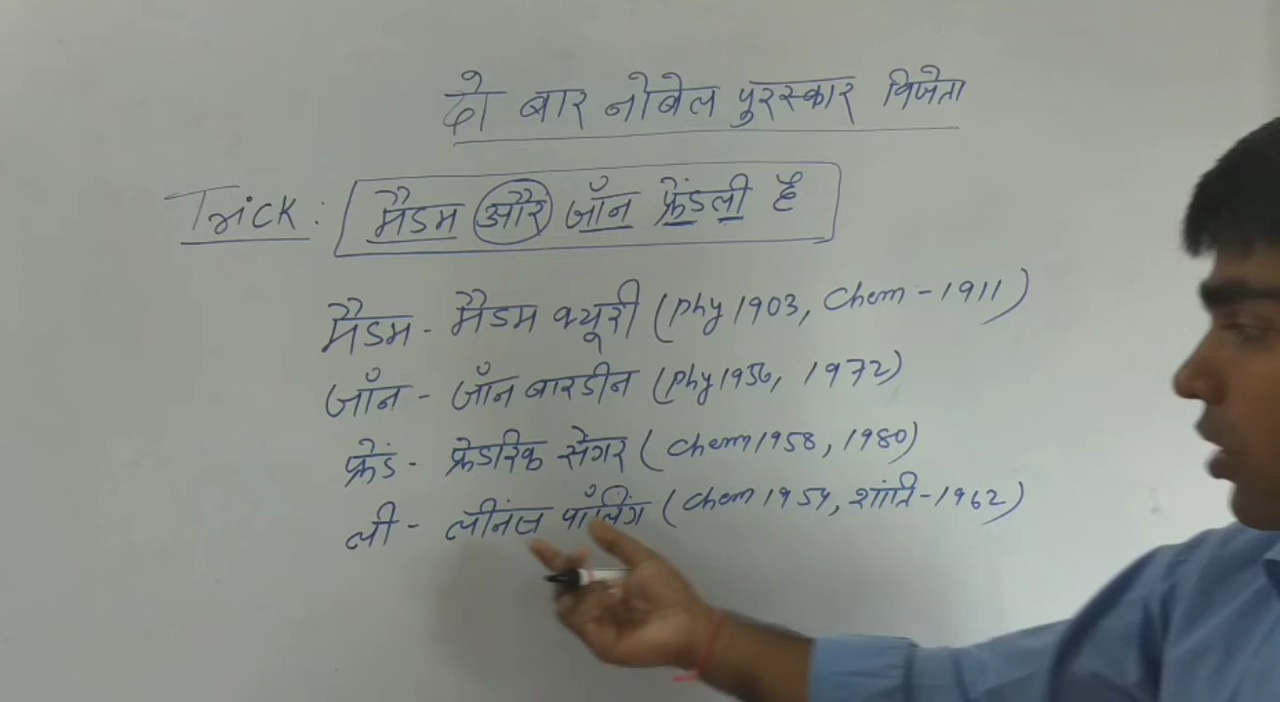 दो बार नोबेल पुरस्कार विजेता
Trick: मैडम और जॉन फ्रेंडली है
मैडम - मैडम क्यूरी (Phy 1903, Chem - 1911)
जॉन - जॉन बारडीन (Phy 1956, 1972)
फ्रेंड - फ्रेडरिक सेंगर (Chem 1958, 1980)
ली - लीनंस पॉलिंग (Chem 1954, शांति - 1962)